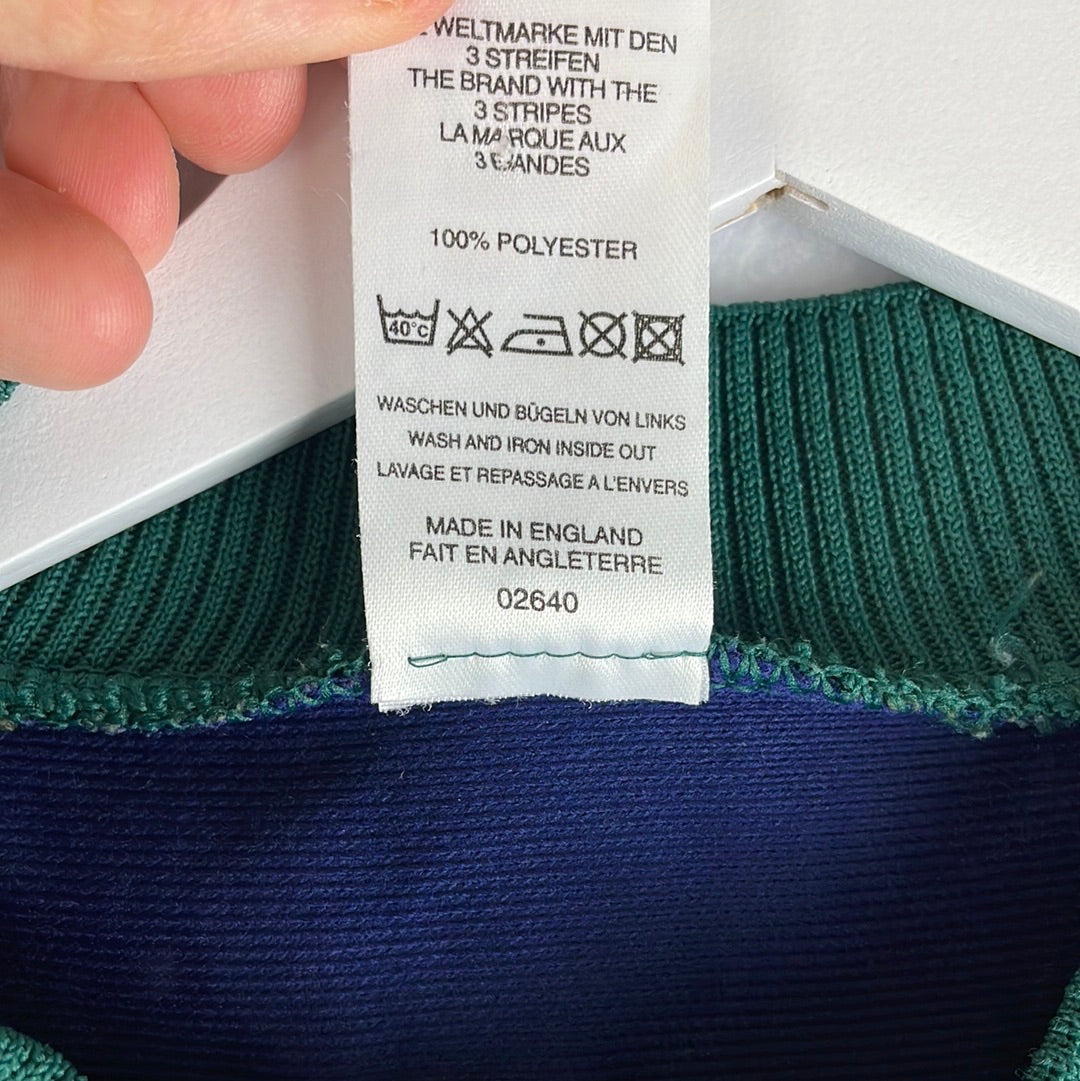 WELTMARKE MIT DEN
3 STREIFEN
THE BRAND WITH THE
3 STRIPES
LA MARQUE AUX
3 BANDES
100% POLYESTER
40°c
WASCHEN UND BÜGELN VON LINKS
WASH AND IRON INSIDE OUT
LAVAGE ET REPASSAGE A L'ENVERS
MADE IN ENGLAND
FAIT EN ANGLETERRE
02640